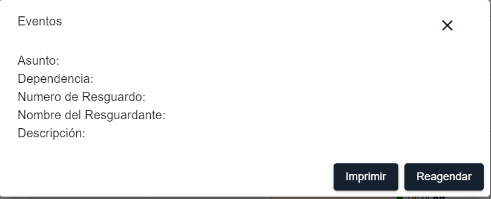 Eventos
Asunto:
Dependencia:
Numero de Resguardo:
Nombre del Resguardante:
Descripción:
Imprimir
Reagendar